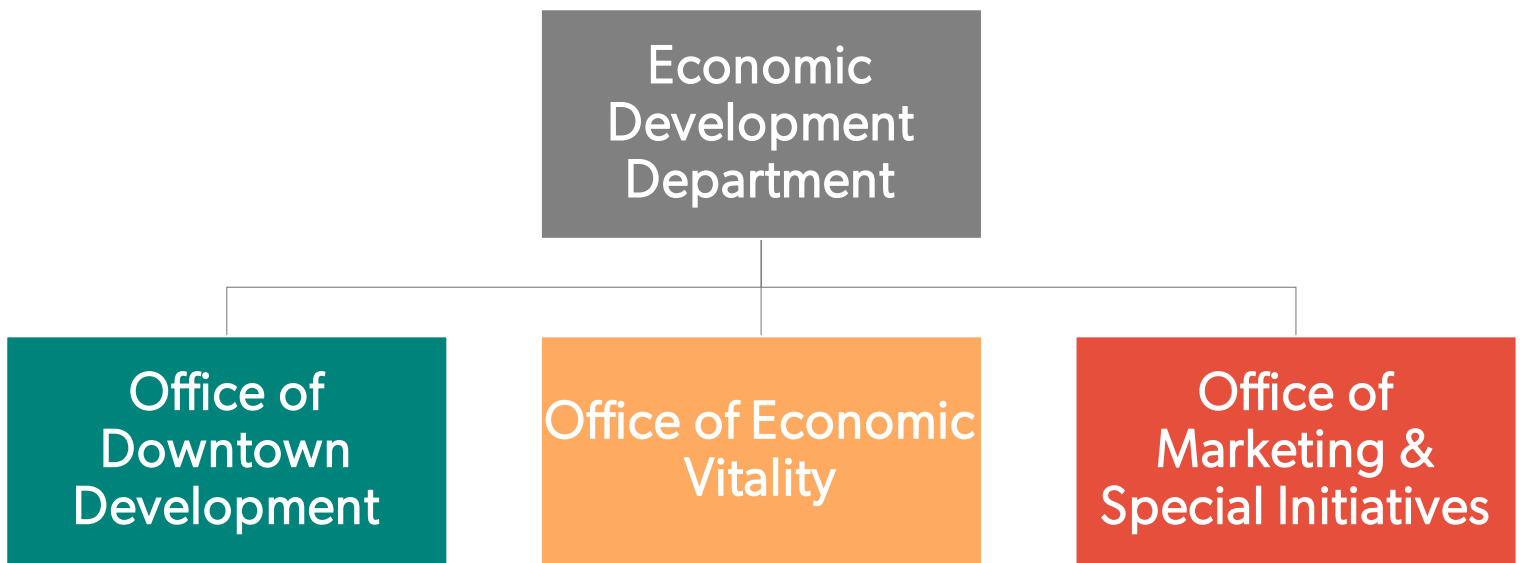 Economic
Development
Department
Office of
Downtown
Development
Office of Economic
Vitality
Office of
Marketing &
Special Initiatives